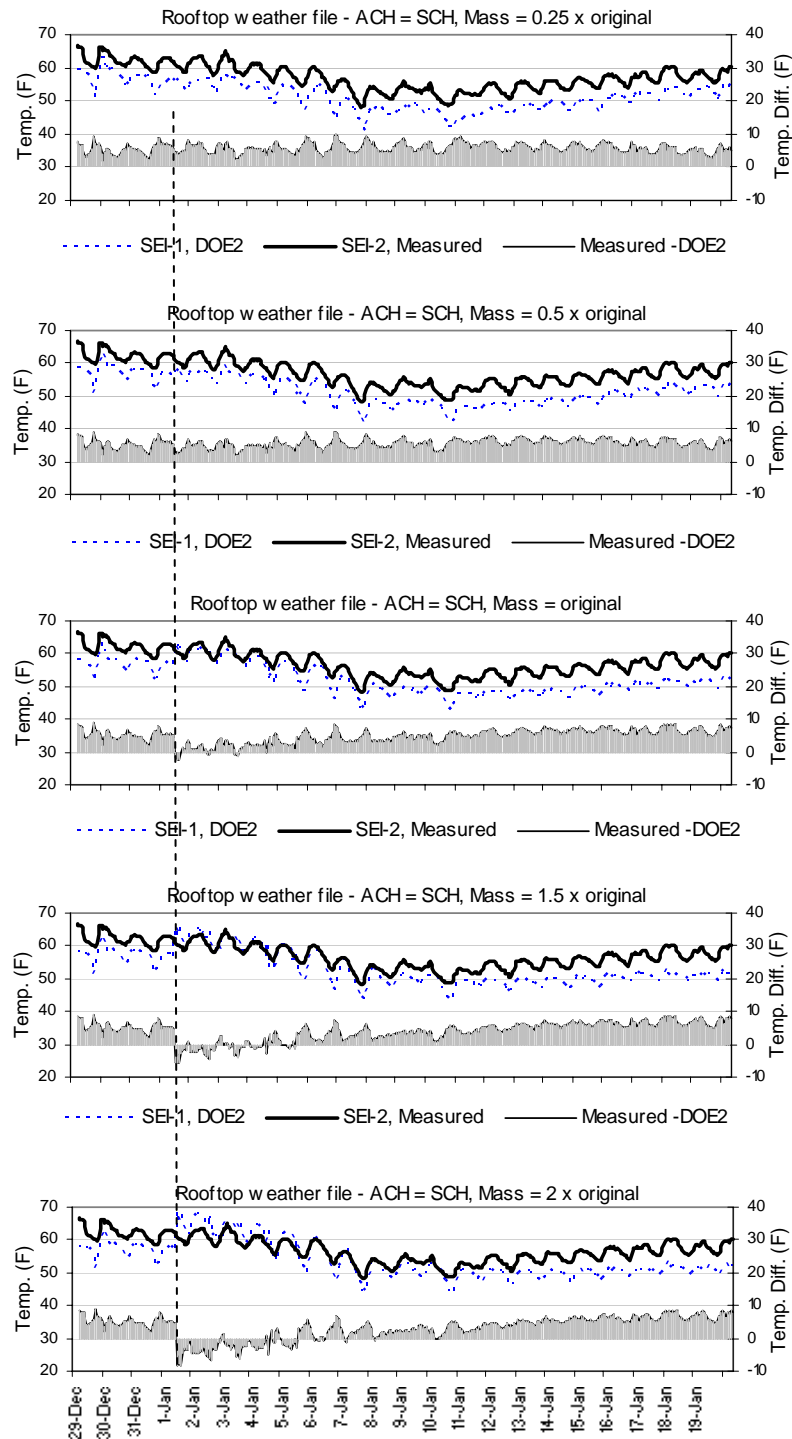 Rooftop weather file - ACH = SCH, Mass = 0.25 x original
70
60
50
40
30
20
Temp. (F)
40
30
20
10
0
-10
Temp. Diff. (F)
SEI-1, DOE2 SEI-2, Measured Measured -DOE2
Rooftop weather file - ACH = SCH, Mass = 0.5 x original
70
60
50
40
30
20
Temp. (F)
40
30
20
10
0
-10
Temp. Diff. (F)
SEI-1, DOE2 SEI-2, Measured Measured -DOE2
Rooftop weather file - ACH = SCH, Mass = original
70
60
50
40
30
20
Temp. (F)
40
30
20
10
0
-10
Temp. Diff. (F)
SEI-1, DOE2 SEI-2, Measured Measured -DOE2
Rooftop weather file - ACH = SCH, Mass = 1.5 x original
70
60
50
40
30
20
Temp. (F)
40
30
20
10
0
-10
Temp. Diff. (F)
SEI-1, DOE2 SEI-2, Measured Measured -DOE2
Rooftop weather file - ACH = SCH, Mass = 2 x original
70
60
50
40
30
20
Temp. (F)
40
30
20
10
0
-10
Temp. Diff. (F)
29-Dec
30-Dec
31-Dec
1-Jan
2-Jan
3-Jan
4-Jan
5-Jan
6-Jan
7-Jan
8-Jan
9-Jan
10-Jan
11-Jan
12-Jan
13-Jan
14-Jan
15-Jan
16-Jan
17-Jan
18-Jan
19-Jan